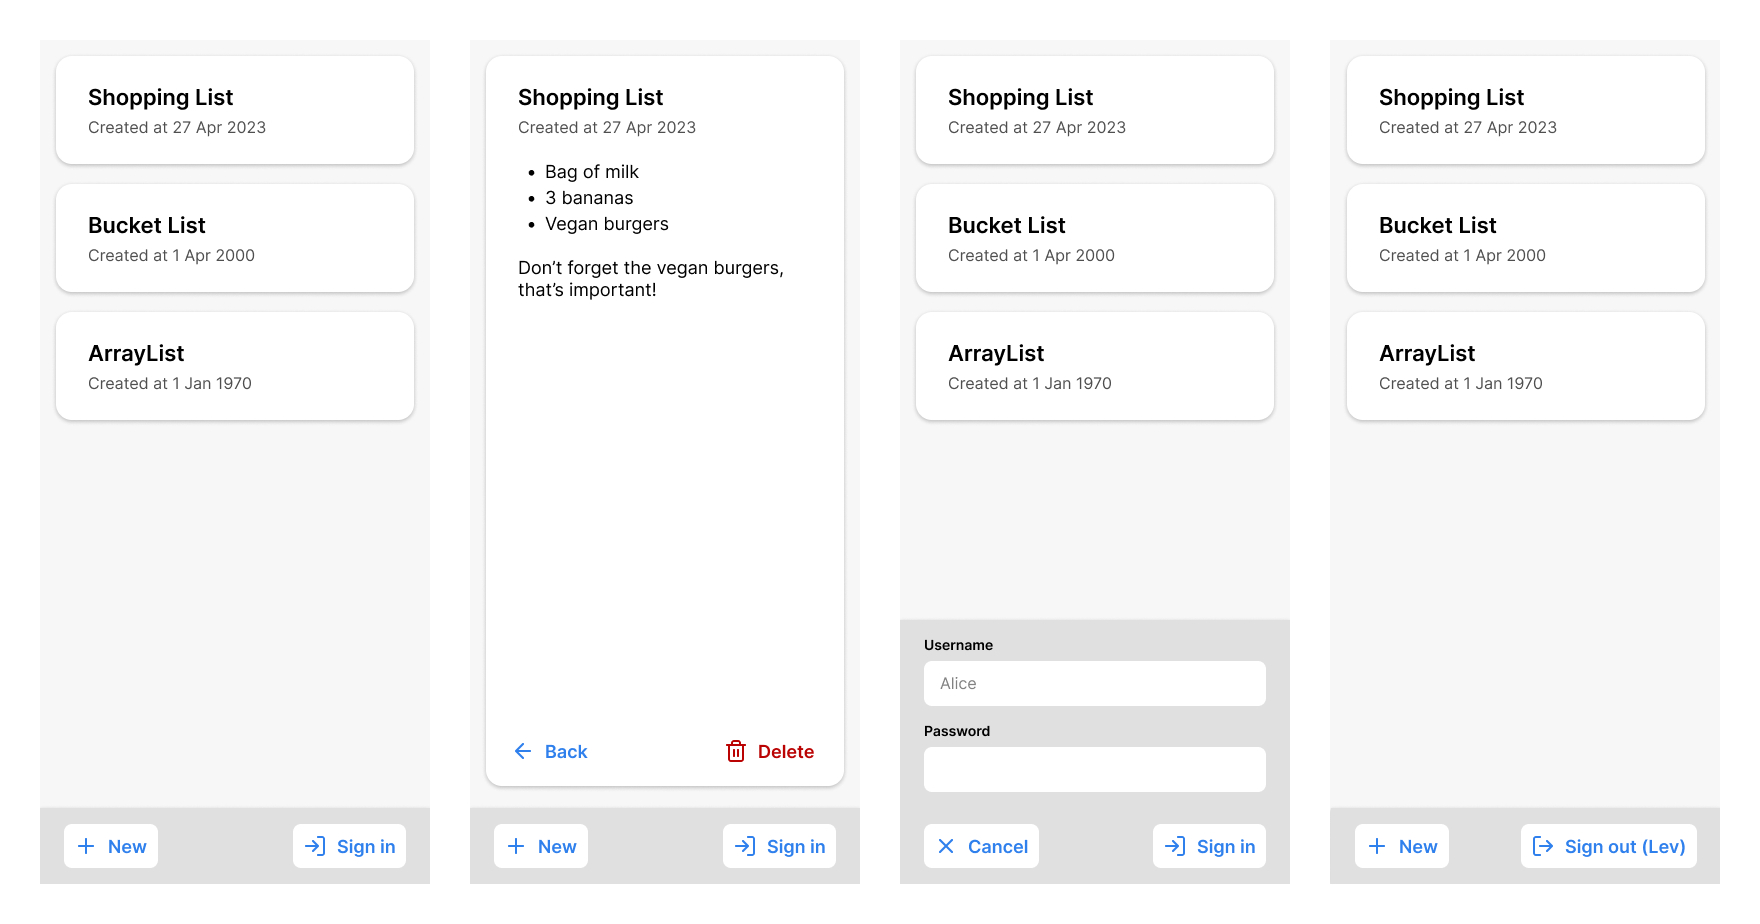 Shopping List
Created at 27 Apr 2023
Bucket List
Created at 1 Apr 2000
ArrayList
Created at 1 Jan 1970
New
Sign in
Shopping List
Created at 27 Apr 2023
• Bag of milk
• 3 bananas
• Vegan burgers
Don’t forget the vegan burgers,
that’s important!
Back
Delete
New
Sign in
Shopping List
Created at 27 Apr 2023
Bucket List
Created at 1 Apr 2000
ArrayList
Created at 1 Jan 1970
Username
Alice
Password
Cancel
Sign in
Shopping List
Created at 27 Apr 2023
Bucket List
Created at 1 Apr 2000
ArrayList
Created at 1 Jan 1970
New
Sign out (Lev)